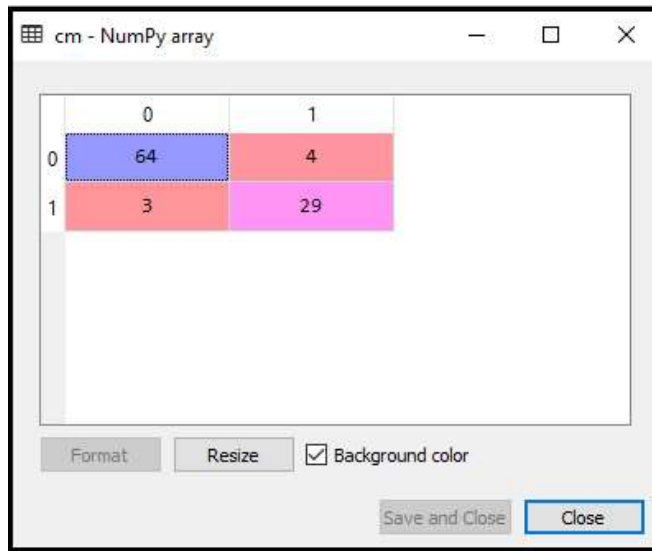 cm - NumPy array
0 1
0 64 4
1 3 29
Format Resize Background color
Save and Close Close